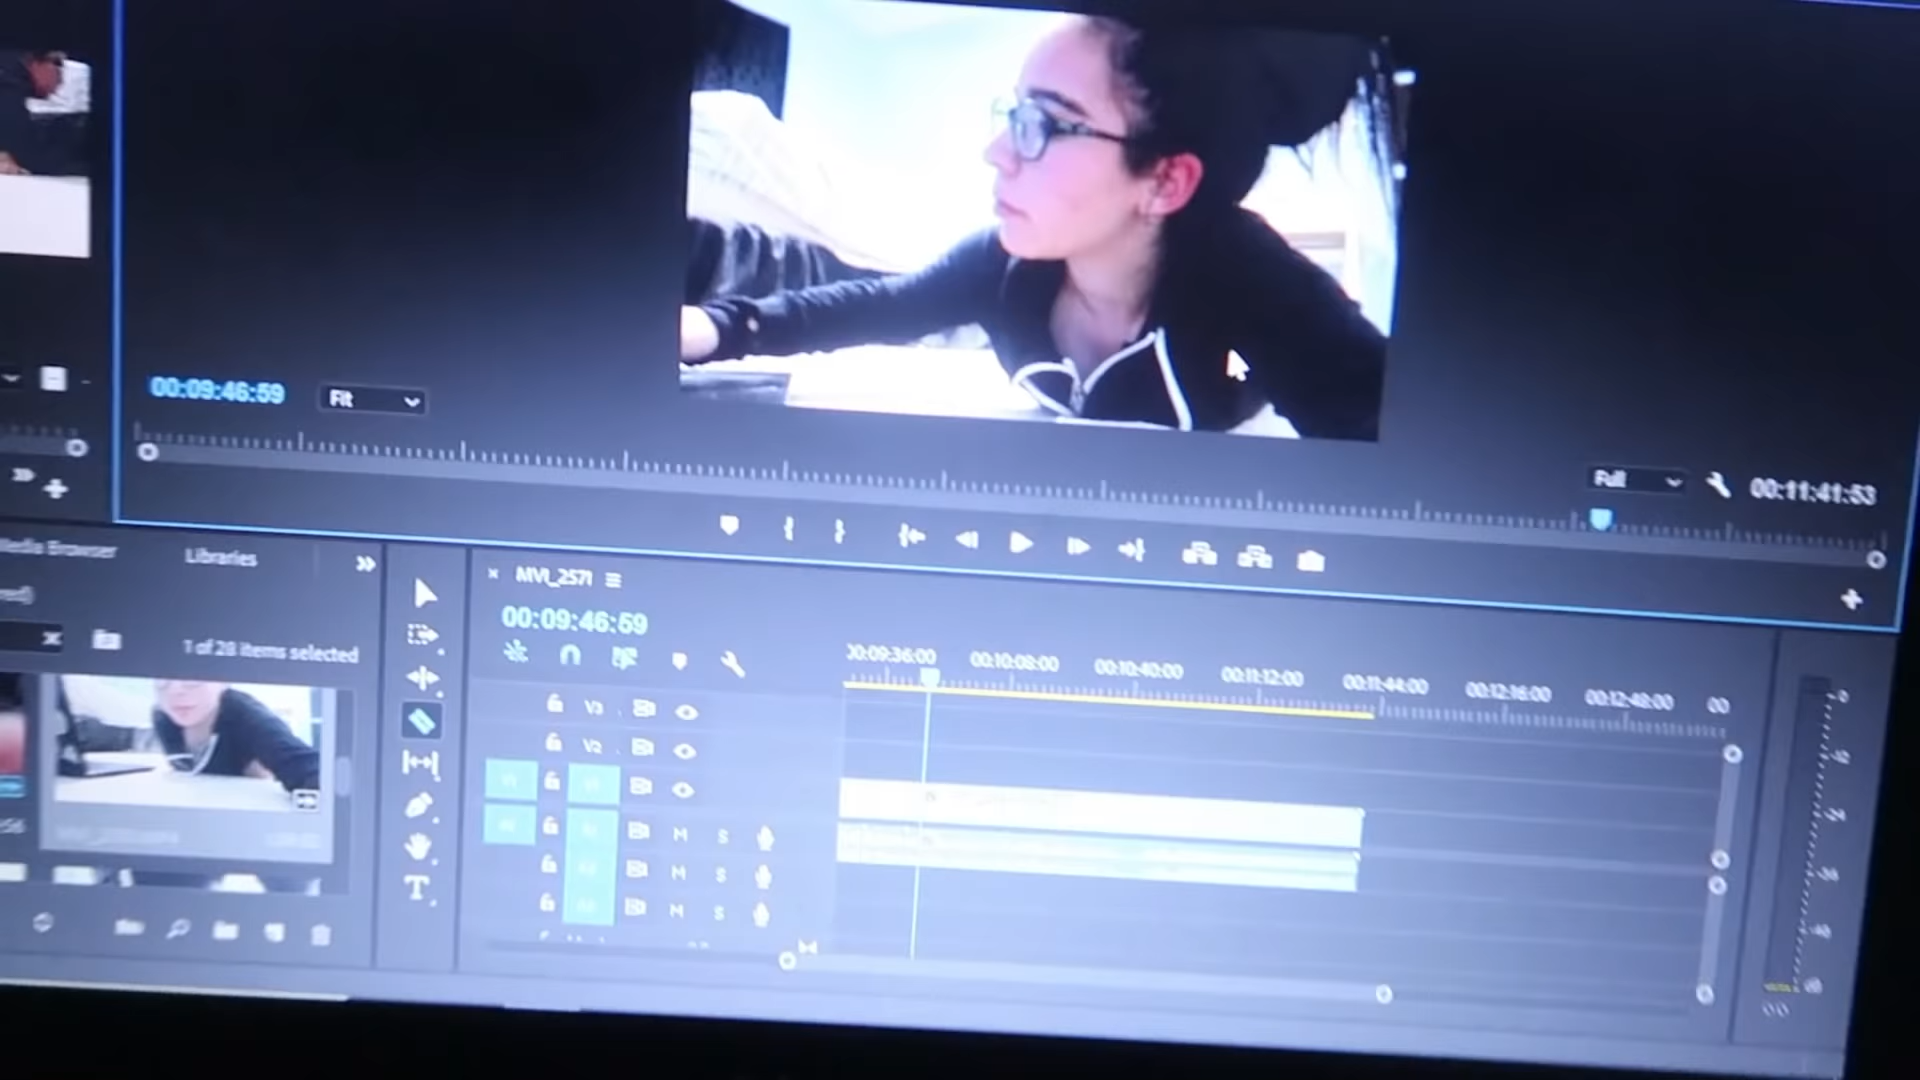 00:09:46:59
Fit
Full
00:11:41:53
Media Browser
Libraries
MVI_2571
00:09:46:59
1 of 28 items selected
00:09:36:00 00:10:08:00 00:10:40:00 00:11:12:00 00:11:44:00 00:12:16:00 00:12:48:00 00
V3
V2
M S
M S
M S
T